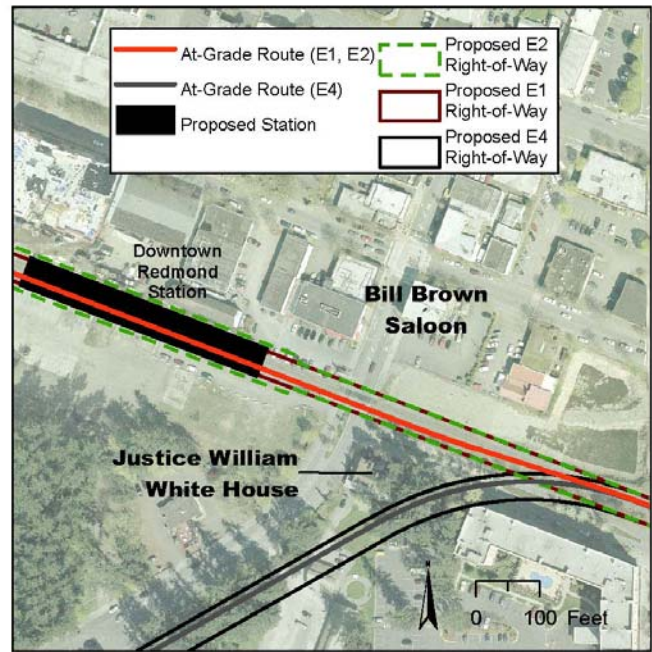 At-Grade Route (E1, E2)
At-Grade Route (E4)
Proposed Station
Proposed E2
Right-of-Way
Proposed E1
Right-of-Way
Proposed E4
Right-of-Way
Downtown
Redmond
Station
Bill Brown
Saloon
Justice William
White House
0 100 Feet